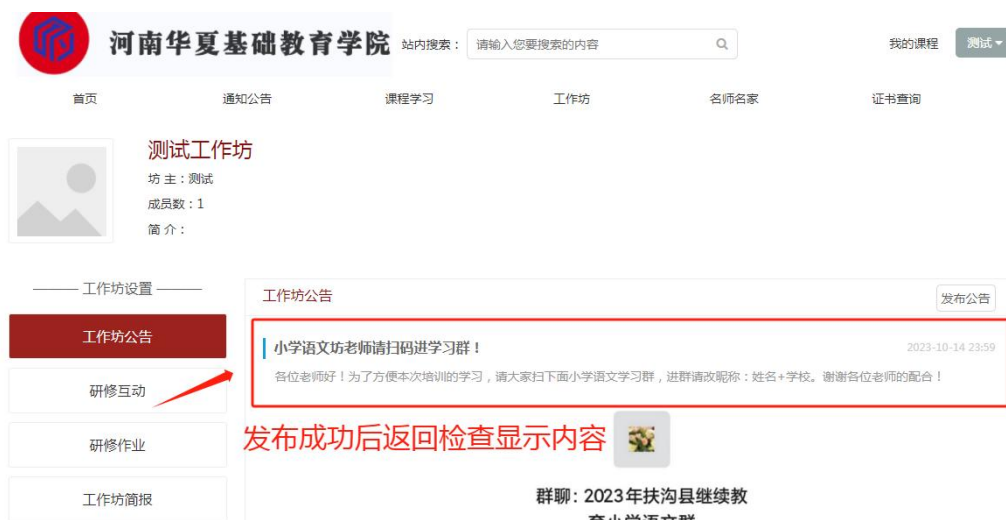 河南华夏基础教育学院 站内搜索： 请输入您要搜索的内容 我的课程 测试
首页 通知公告 课程学习 工作坊 名师名家 证书查询
测试工作坊
坊 主：测试
成员数：1
简 介：
工作坊设置
工作坊公告
研修互动
研修作业
工作坊简报
工作坊公告 发布公告
小学语文坊老师请扫码进学习群！ 2023-10-14 23:59
各位老师好！为了方便本次培训的学习，请大家扫下面小学语文学习群，进群请改昵称：姓名+学校。谢谢各位老师的配合！
发布成功后返回检查显示内容
群聊：2023年扶沟县继续教
育小学语文群